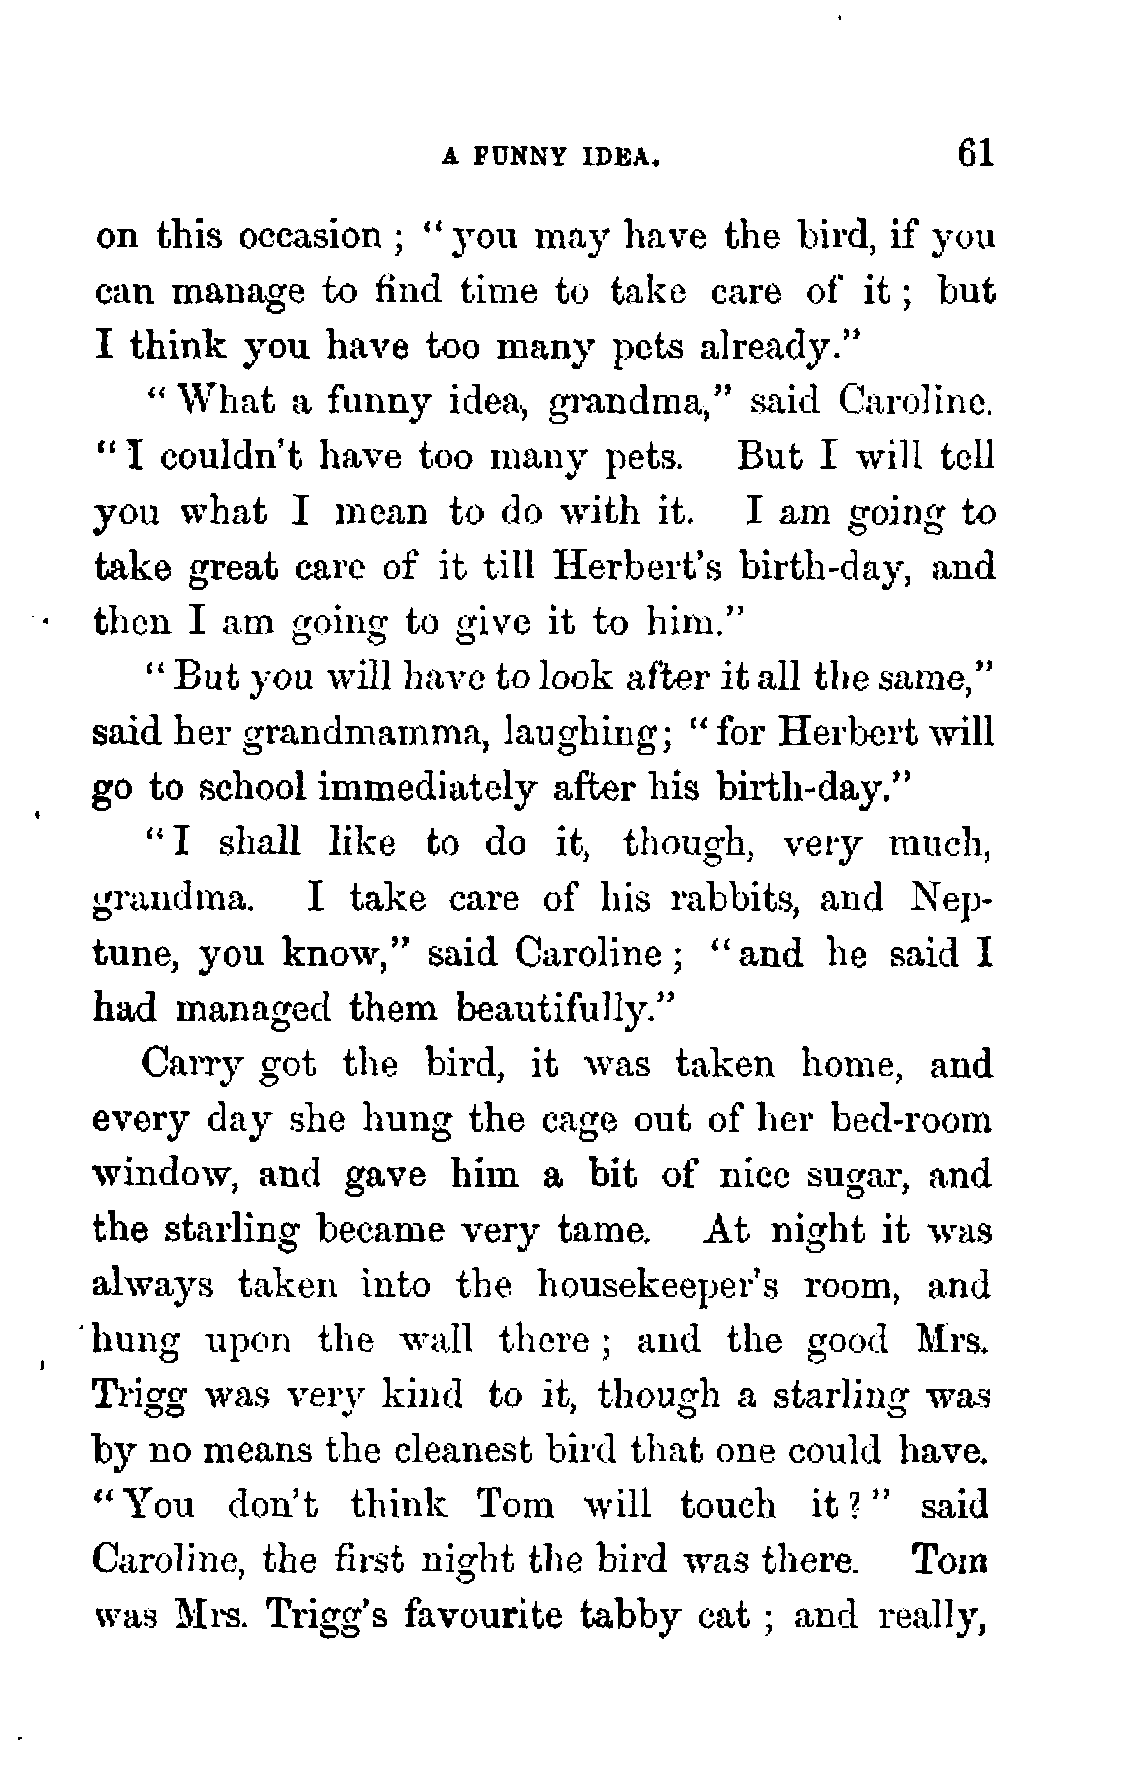 A FUNNY IDEA. 61
on this occasion ; “ you may have the bird, if you
can manage to find time to take care of it ; but
I think you have too many pets already.”
“ What a funny idea, grandma,” said Caroline.
“ I couldn't have too many pets. But I will tell
you what I mean to do with it. I am going to
take great care of it till Herbert's birth-day, and
then I am going to give it to him.”
“ But you will have to look after it all the same,”
said her grandmamma, laughing; “ for Herbert will
go to school immediately after his birth-day.”
“ I shall like to do it, though, very much,
grandma. I take care of his rabbits, and Nep-
tune, you know,” said Caroline ; “ and he said I
had managed them beautifully.”
Carry got the bird, it was taken home, and
every day she hung the cage out of her bed-room
window, and gave him a bit of nice sugar, and
the starling became very tame. At night it was
always taken into the housekeeper's room, and
hung upon the wall there ; and the good Mrs.
Trigg was very kind to it, though a starling was
by no means the cleanest bird that one could have.
“ You don't think Tom will touch it ? ” said
Caroline, the first night the bird was there. Tom
was Mrs. Trigg's favourite tabby cat ; and really,